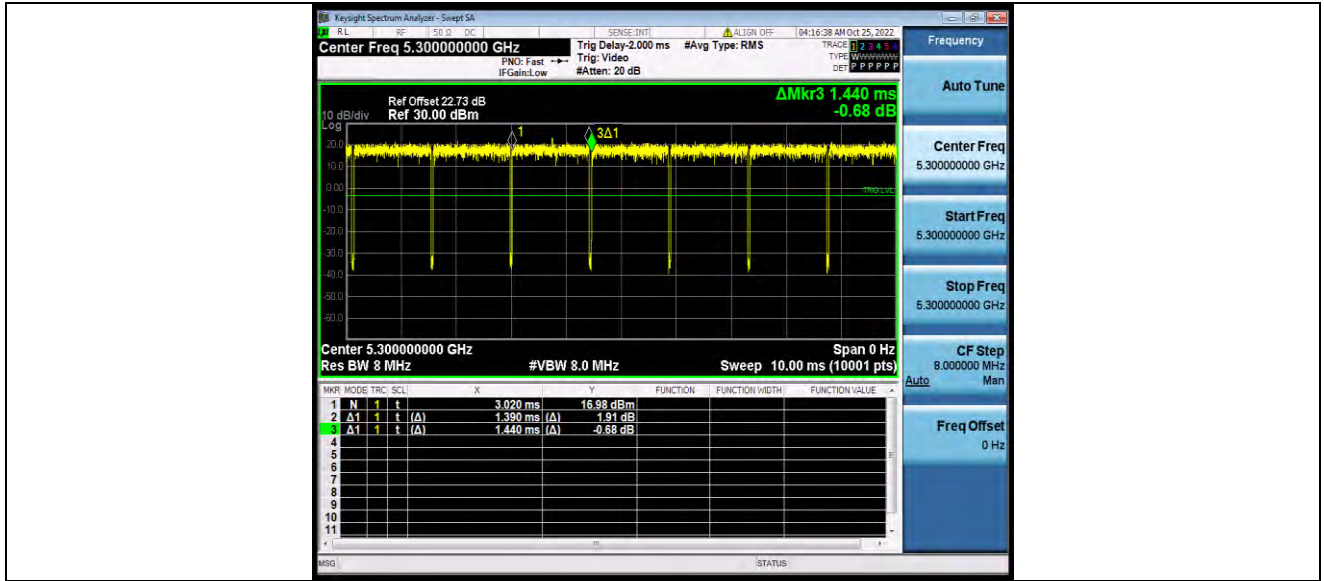 Keysight Spectrum Analyzer - Swept SA
RL RF 50 Ω DC SENSE:INT ALIGN OFF 04:16:38 AM Oct 25, 2022
Center Freq 5.300000000 GHz Trig Delay-2.000 ms #Avg Type: RMS TRACE 1 2 3 4 5 6
PNO: Fast Trig: Video TYPE WWWWWW
IFGain:Low #Atten: 20 dB DET P P P P P P
Frequency
ΔMkr3 1.440 ms
-0.68 dB
Ref Offset 22.73 dB
10 dB/div Ref 30.00 dBm
Log
1
3Δ1
20.0
10.0
0.00
TRIG LVL
-10.0
-20.0
-30.0
-40.0
-50.0
-60.0
Center 5.300000000 GHz Span 0 Hz
Res BW 8 MHz #VBW 8.0 MHz Sweep 10.00 ms (10001 pts)
MKR MODE TRC SCL X Y FUNCTION FUNCTION WIDTH FUNCTION VALUE
1 N 1 t 3.020 ms 16.98 dBm
2 Δ1 1 t (Δ) 1.390 ms (Δ) 1.91 dB
3 Δ1 1 t (Δ) 1.440 ms (Δ) -0.68 dB
4
5
6
7
8
9
10
11
MSG STATUS
Auto Tune
Center Freq
5.300000000 GHz
Start Freq
5.300000000 GHz
Stop Freq
5.300000000 GHz
CF Step
8.000000 MHz
Auto Man
Freq Offset
0 Hz